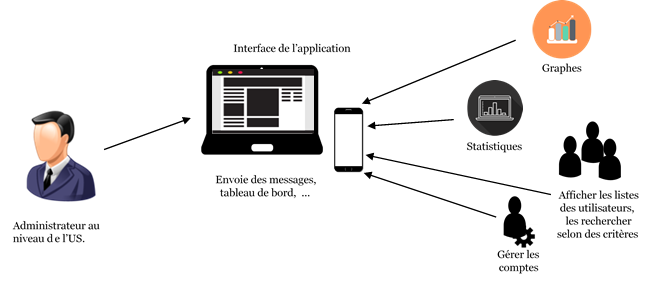 Interface de l'application
Graphes
Statistiques
Envoie des messages,
tableau de bord, ...
Administrateur au
niveau de l'US.
Afficher les listes
des utilisateurs,
les rechercher
selon des critères
Gérer les
comptes